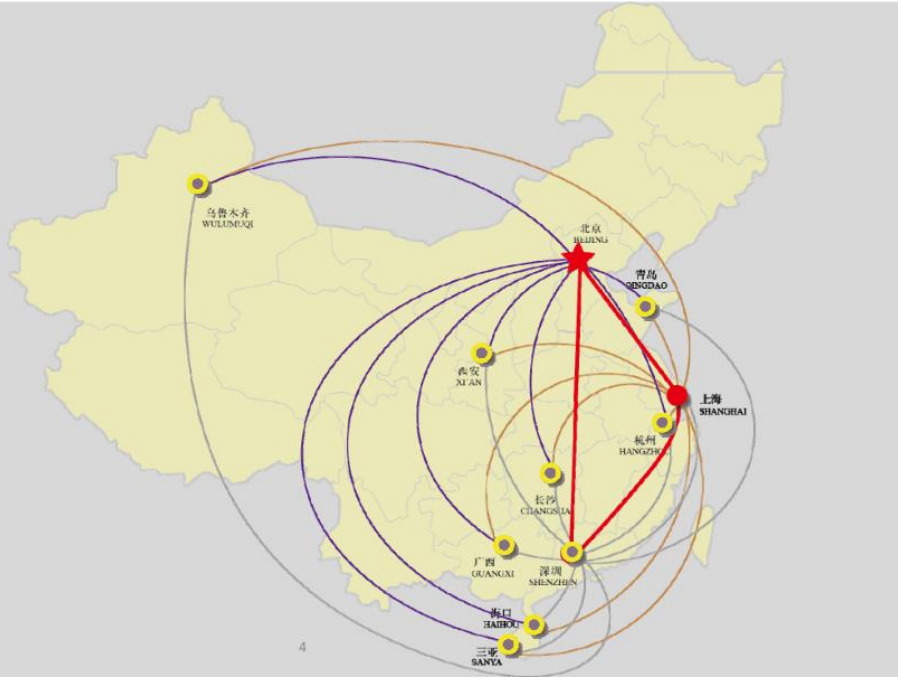 乌鲁木齐
WULUMUQI
北京
BEIJING
青岛
QINGDAO
西安
XI'AN
上海
SHANGHAI
杭州
HANGZHOU
长沙
CHANGSHA
广西
GUANGXI
深圳
SHENZHEN
海口
HAIHOU
三亚
SANYA
4